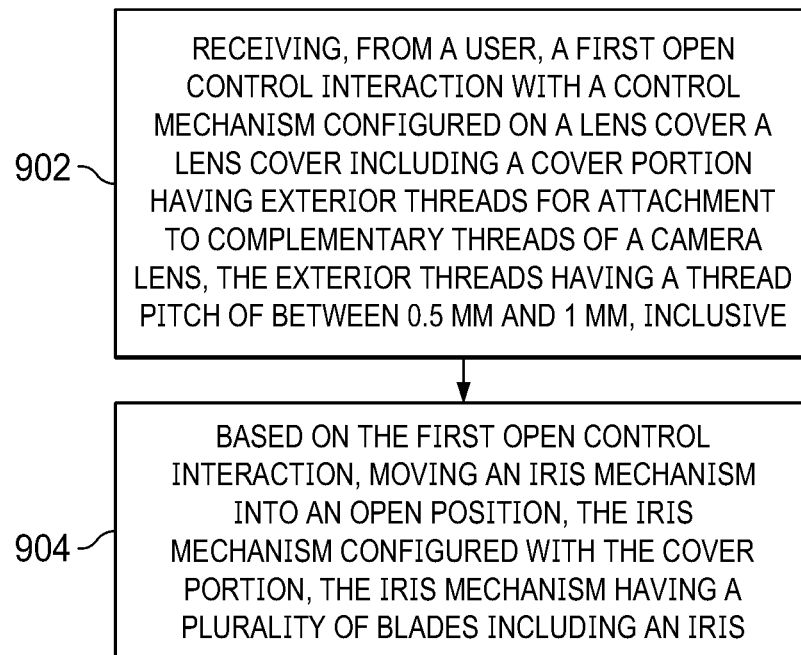 RECEIVING, FROM A USER, A FIRST OPEN
CONTROL INTERACTION WITH A CONTROL
MECHANISM CONFIGURED ON A LENS COVER A
902
LENS COVER INCLUDING A COVER PORTION
HAVING EXTERIOR THREADS FOR ATTACHMENT
TO COMPLEMENTARY THREADS OF A CAMERA
LENS, THE EXTERIOR THREADS HAVING A THREAD
PITCH OF BETWEEN 0.5 MM AND 1 MM, INCLUSIVE
BASED ON THE FIRST OPEN CONTROL
INTERACTION, MOVING AN IRIS MECHANISM
INTO AN OPEN POSITION, THE IRIS
904
MECHANISM CONFIGURED WITH THE COVER
PORTION, THE IRIS MECHANISM HAVING A
PLURALITY OF BLADES INCLUDING AN IRIS